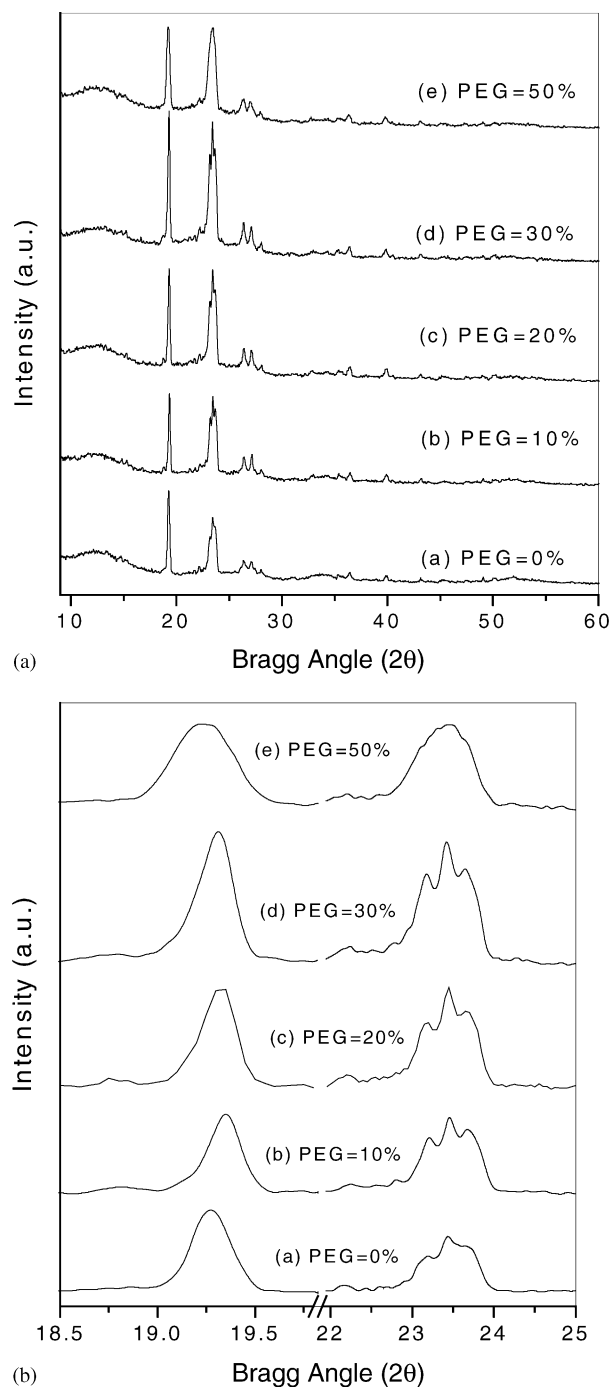 (e) PEG=50%
(d) PEG=30%
(c) PEG=20%
(b) PEG=10%
(a) PEG=0%
Intensity (a.u.)
10 20 30 40 50 60
(a)
Bragg Angle (2θ)
(e) PEG=50%
(d) PEG=30%
(c) PEG=20%
(b) PEG=10%
(a) PEG=0%
Intensity (a.u.)
18.5 19.0 19.5 22 23 24 25
(b)
Bragg Angle (2θ)